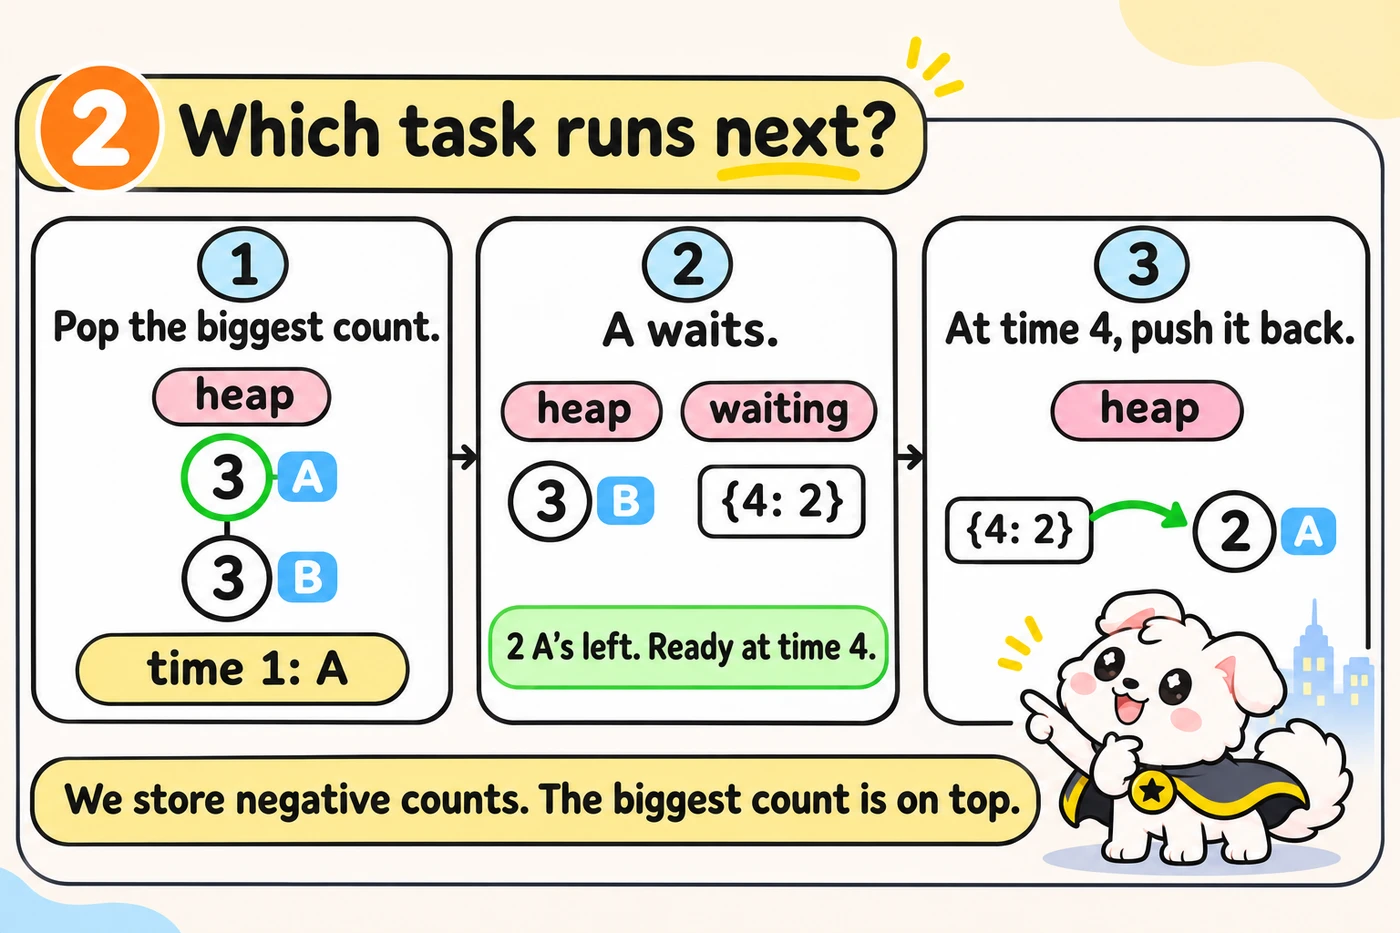 2 Which task runs next?
1
Pop the biggest count.
heap
3 A
3 B
time 1: A
2
A waits.
heap waiting
3 B {4: 2}
2 A's left. Ready at time 4.
3
At time 4, push it back.
heap
{4: 2} 2 A
We store negative counts. The biggest count is on top.